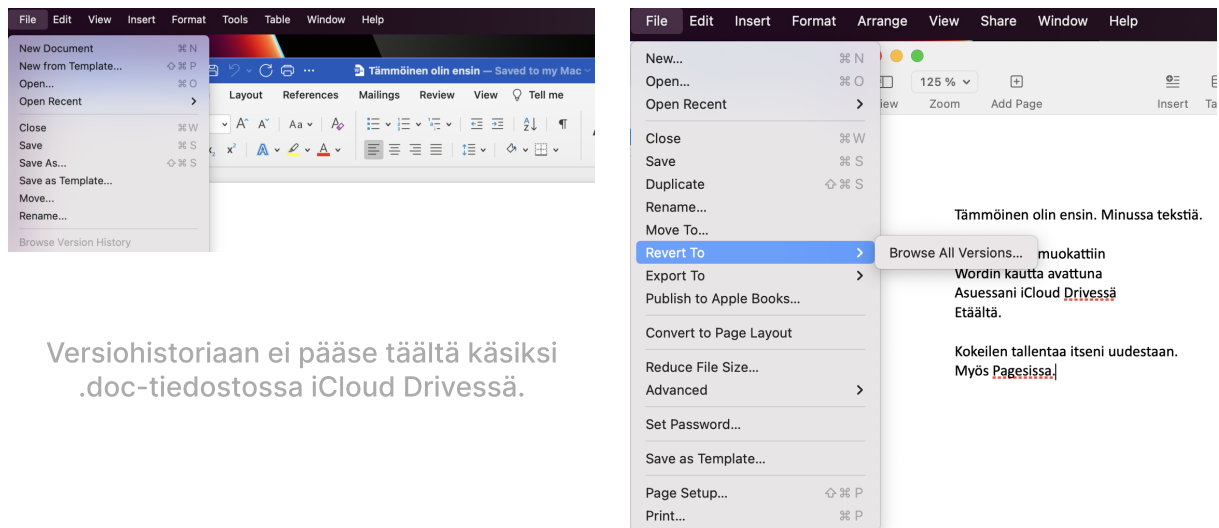 File Edit View Insert Format Tools Table Window Help
New Document ⌘ N
New from Template... ⇧ ⌘ P
Open... ⌘ O
Open Recent >
Close ⌘ W
Save ⌘ S
Save As... ⇧ ⌘ S
Save as Template...
Move...
Rename...
Browse Version History
Tämmöinen olin ensin — Saved to my Mac
Layout References Mailings Review View Tell me
Versiohistoriaan ei pääse täältä käsiksi
.doc-tiedostossa iCloud Drivessä.
File Edit Insert Format Arrange View Share Window Help
New... ⌘ N
Open... ⌘ O
Open Recent >
Close ⌘ W
Save ⌘ S
Duplicate ⇧ ⌘ S
Rename...
Move To...
Revert To >
Export To >
Publish to Apple Books...
Convert to Page Layout
Reduce File Size...
Advanced >
Set Password...
Save as Template...
Page Setup... ⇧ ⌘ P
Print... ⌘ P
Browse All Versions...
125 %
Zoom Add Page Insert
Tämmöinen olin ensin. Minussa tekstiä.
muokattiin
Wordin kautta avattuna
Asuessani iCloud Drivessä
Etäältä.
Kokeilen tallentaa itseni uudestaan.
Myös Pagesissa.